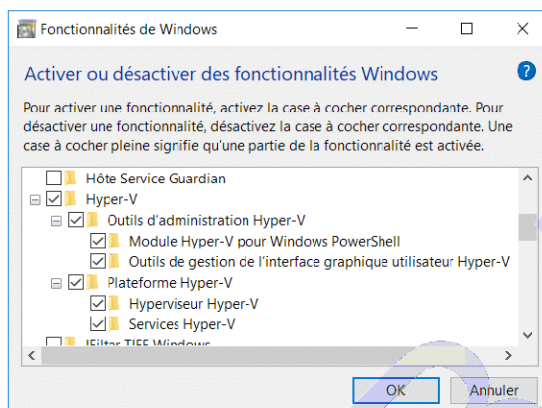 Fonctionnalités de Windows
Activer ou désactiver des fonctionnalités Windows
Pour activer une fonctionnalité, activez la case à cocher correspondante. Pour
désactiver une fonctionnalité, désactivez la case à cocher correspondante. Une
case à cocher pleine signifie qu'une partie de la fonctionnalité est activée.
Hôte Service Guardian
Hyper-V
Outils d'administration Hyper-V
Module Hyper-V pour Windows PowerShell
Outils de gestion de l'interface graphique utilisateur Hyper-V
Plateforme Hyper-V
Hyperviseur Hyper-V
Services Hyper-V
IFilter TIFF Windows
OK Annuler